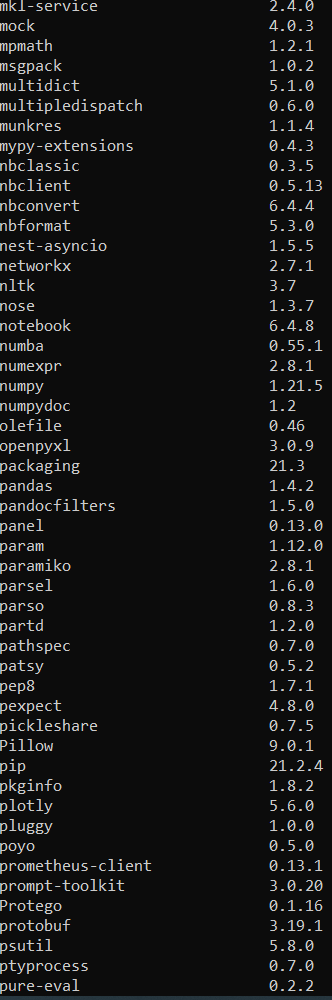 mkl-service 2.4.0
mock 4.0.3
mpmath 1.2.1
msgpack 1.0.2
multidict 5.1.0
multipledispatch 0.6.0
munkres 1.1.4
mypy-extensions 0.4.3
nbclassic 0.3.5
nbclient 0.5.13
nbconvert 6.4.4
nbformat 5.3.0
nest-asyncio 1.5.5
networkx 2.7.1
nltk 3.7
nose 1.3.7
notebook 6.4.8
numba 0.55.1
numexpr 2.8.1
numpy 1.21.5
numpydoc 1.2
olefile 0.46
openpyxl 3.0.9
packaging 21.3
pandas 1.4.2
pandocfilters 1.5.0
panel 0.13.0
param 1.12.0
paramiko 2.8.1
parsel 1.6.0
parso 0.8.3
partd 1.2.0
pathspec 0.7.0
patsy 0.5.2
pep8 1.7.1
pexpect 4.8.0
pickleshare 0.7.5
Pillow 9.0.1
pip 21.2.4
pkginfo 1.8.2
plotly 5.6.0
pluggy 1.0.0
poyo 0.5.0
prometheus-client 0.13.1
prompt-toolkit 3.0.20
Protego 0.1.16
protobuf 3.19.1
psutil 5.8.0
ptyprocess 0.7.0
pure-eval 0.2.2